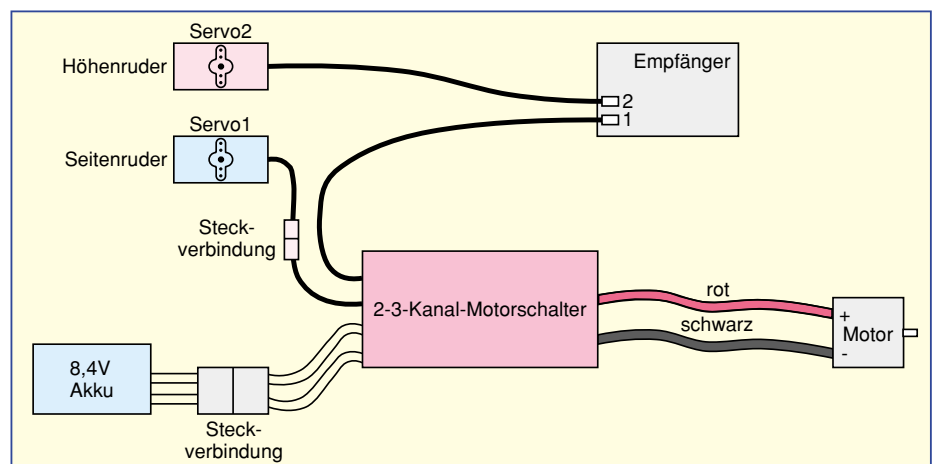 Servo2
Höhenruder
Empfänger
2
1
Servo1
Seitenruder
Steck-
verbindung
2-3-Kanal-Motorschalter
rot
schwarz
+
Motor
-
8,4V
Akku
Steck-
verbindung